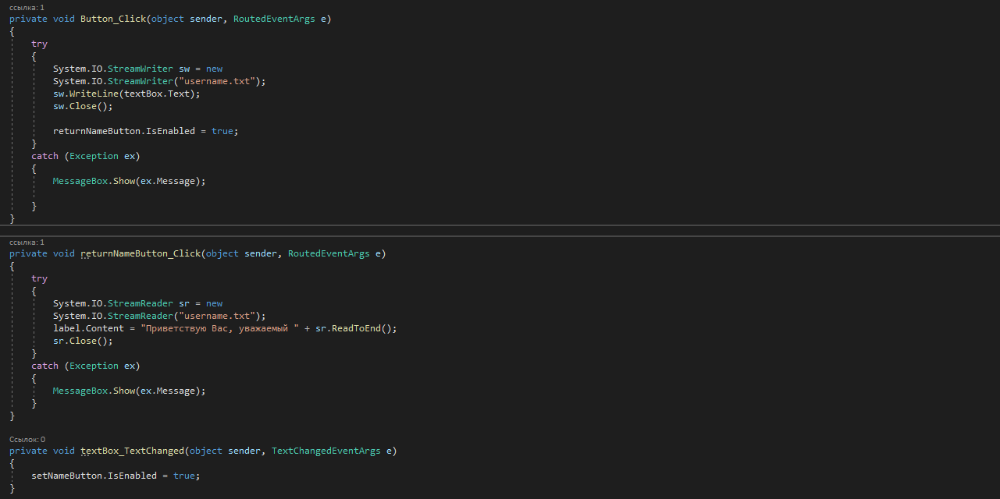 ссылка: 1
private void Button_Click(object sender, RoutedEventArgs e)
{
try
{
System.IO.StreamWriter sw = new
System.IO.StreamWriter("username.txt");
sw.WriteLine(textBox.Text);
sw.Close();
returnNameButton.IsEnabled = true;
}
catch (Exception ex)
{
MessageBox.Show(ex.Message);
}
}
ссылка: 1
private void returnNameButton_Click(object sender, RoutedEventArgs e)
{
try
{
System.IO.StreamReader sr = new
System.IO.StreamReader("username.txt");
label.Content = "Приветствую Вас, уважаемый " + sr.ReadToEnd();
sr.Close();
}
catch (Exception ex)
{
MessageBox.Show(ex.Message);
}
}
Ссылок: 0
private void textBox_TextChanged(object sender, TextChangedEventArgs e)
{
setNameButton.IsEnabled = true;
}